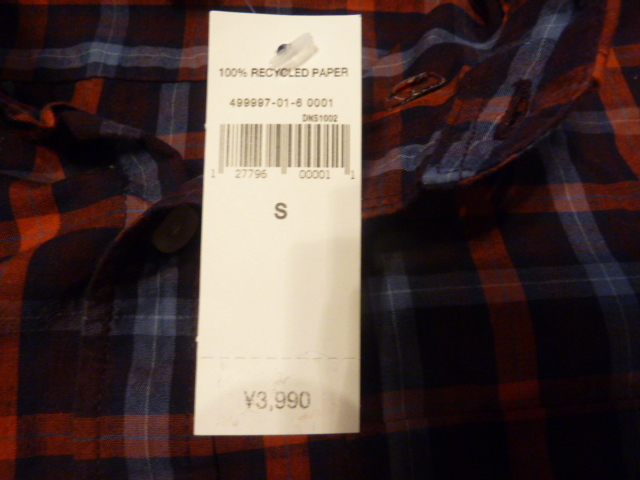 100% RECYCLED PAPER
499997-01-6 0001
DNS1002
1 27796 00001 1
S
¥3,990